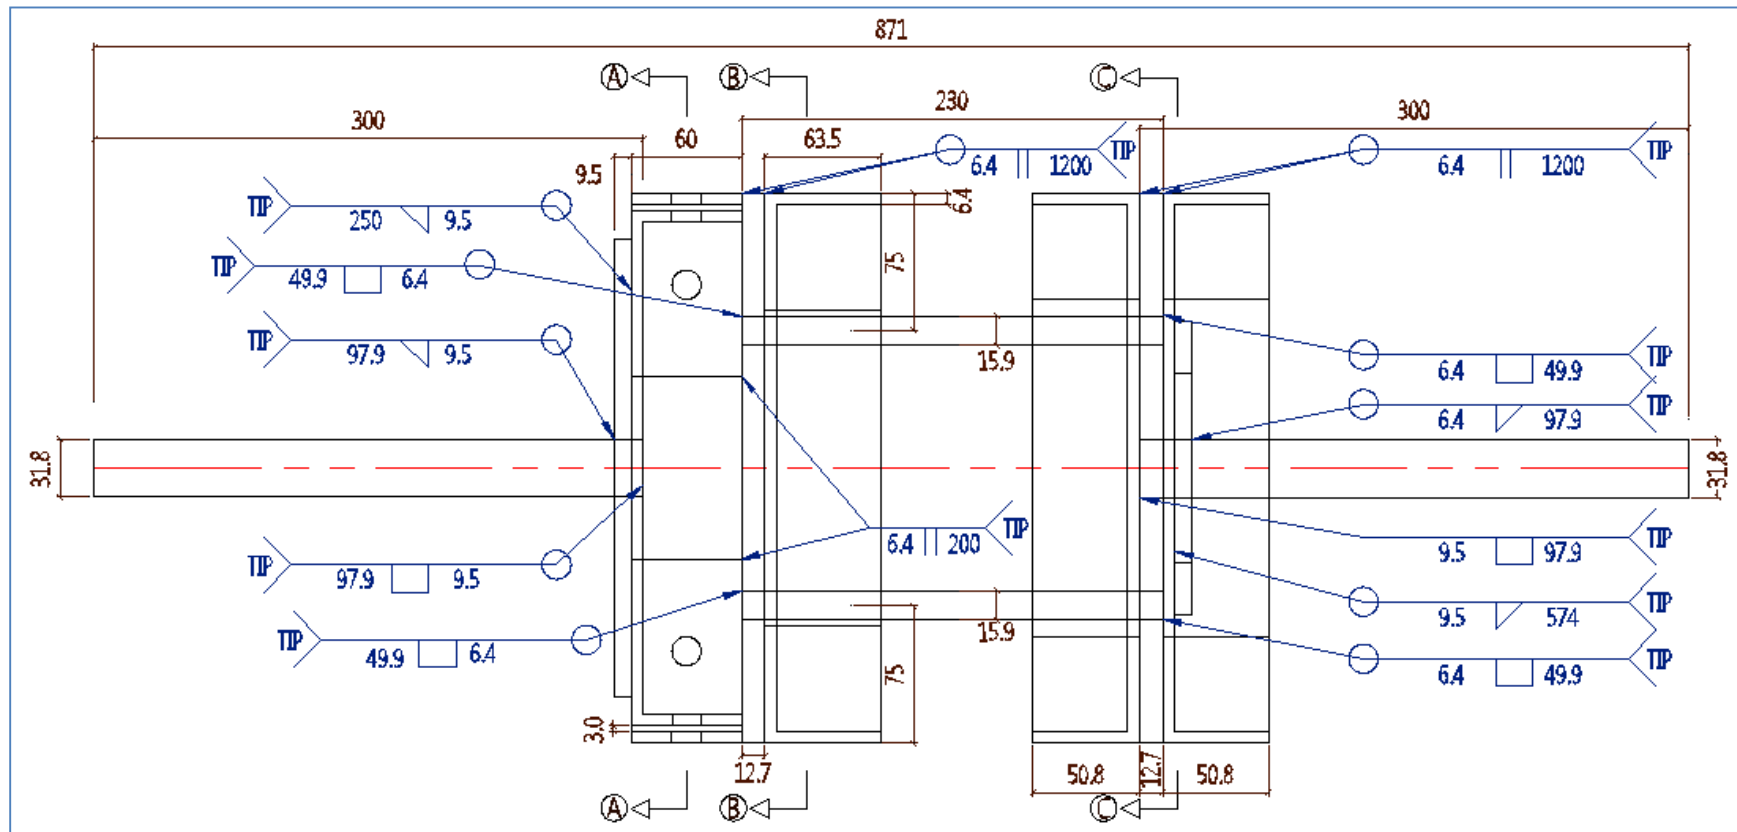 871
A B C
230
300 60 63.5 300
9.5 6.4 1200 TIP 6.4 1200 TIP
TIP 250 9.5 6.4
TIP 49.9 6.4 75
TIP 97.9 9.5 15.9 6.4 49.9 TIP
6.4 97.9 TIP
31.8 31.8
6.4 200 TIP 9.5 97.9 TIP
TIP 97.9 9.5
9.5 574 TIP
TIP 49.9 6.4 15.9
75 6.4 49.9 TIP
3.0
12.7 50.8 12.7 50.8
A B C